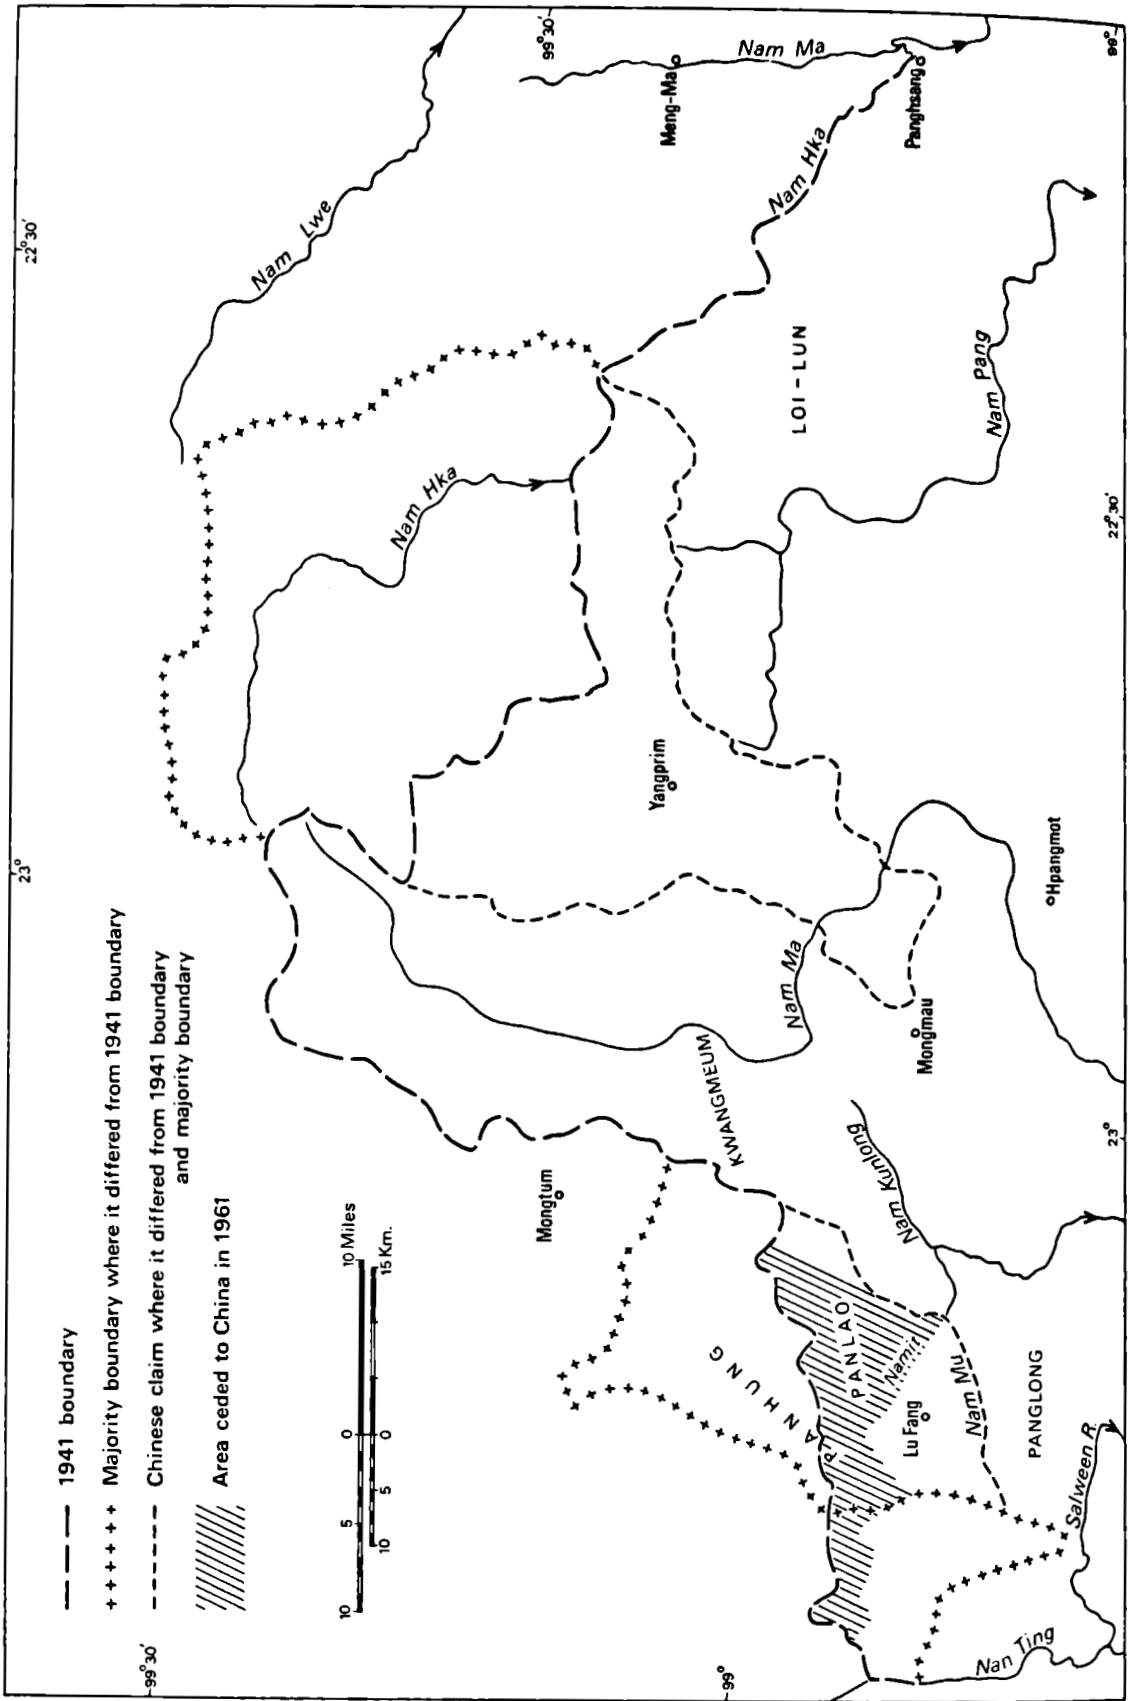 1941 boundary
Majority boundary where it differed from 1941 boundary
Chinese claim where it differed from 1941 boundary
and majority boundary
Area ceded to China in 1961
10 5 0 10 Miles
10 5 0 15 Km.
99°30'
23°
22°30'
99°30'
99°
99°
23°
22°30'
Nam Lwe
Nam Hka
Nam Ma
Meng-Ma
Panghsang
Nam Hka
LOI-LUN
Nam Pang
Yangprim
Hpangmot
Nam Ma
Mongmau
KWANGMEUM
Mongtum
Nam Kunlong
PANHUNG
PANLAO
Namit
Lu Fang
Nam Mu
PANGLONG
Salween R.
Nan Ting